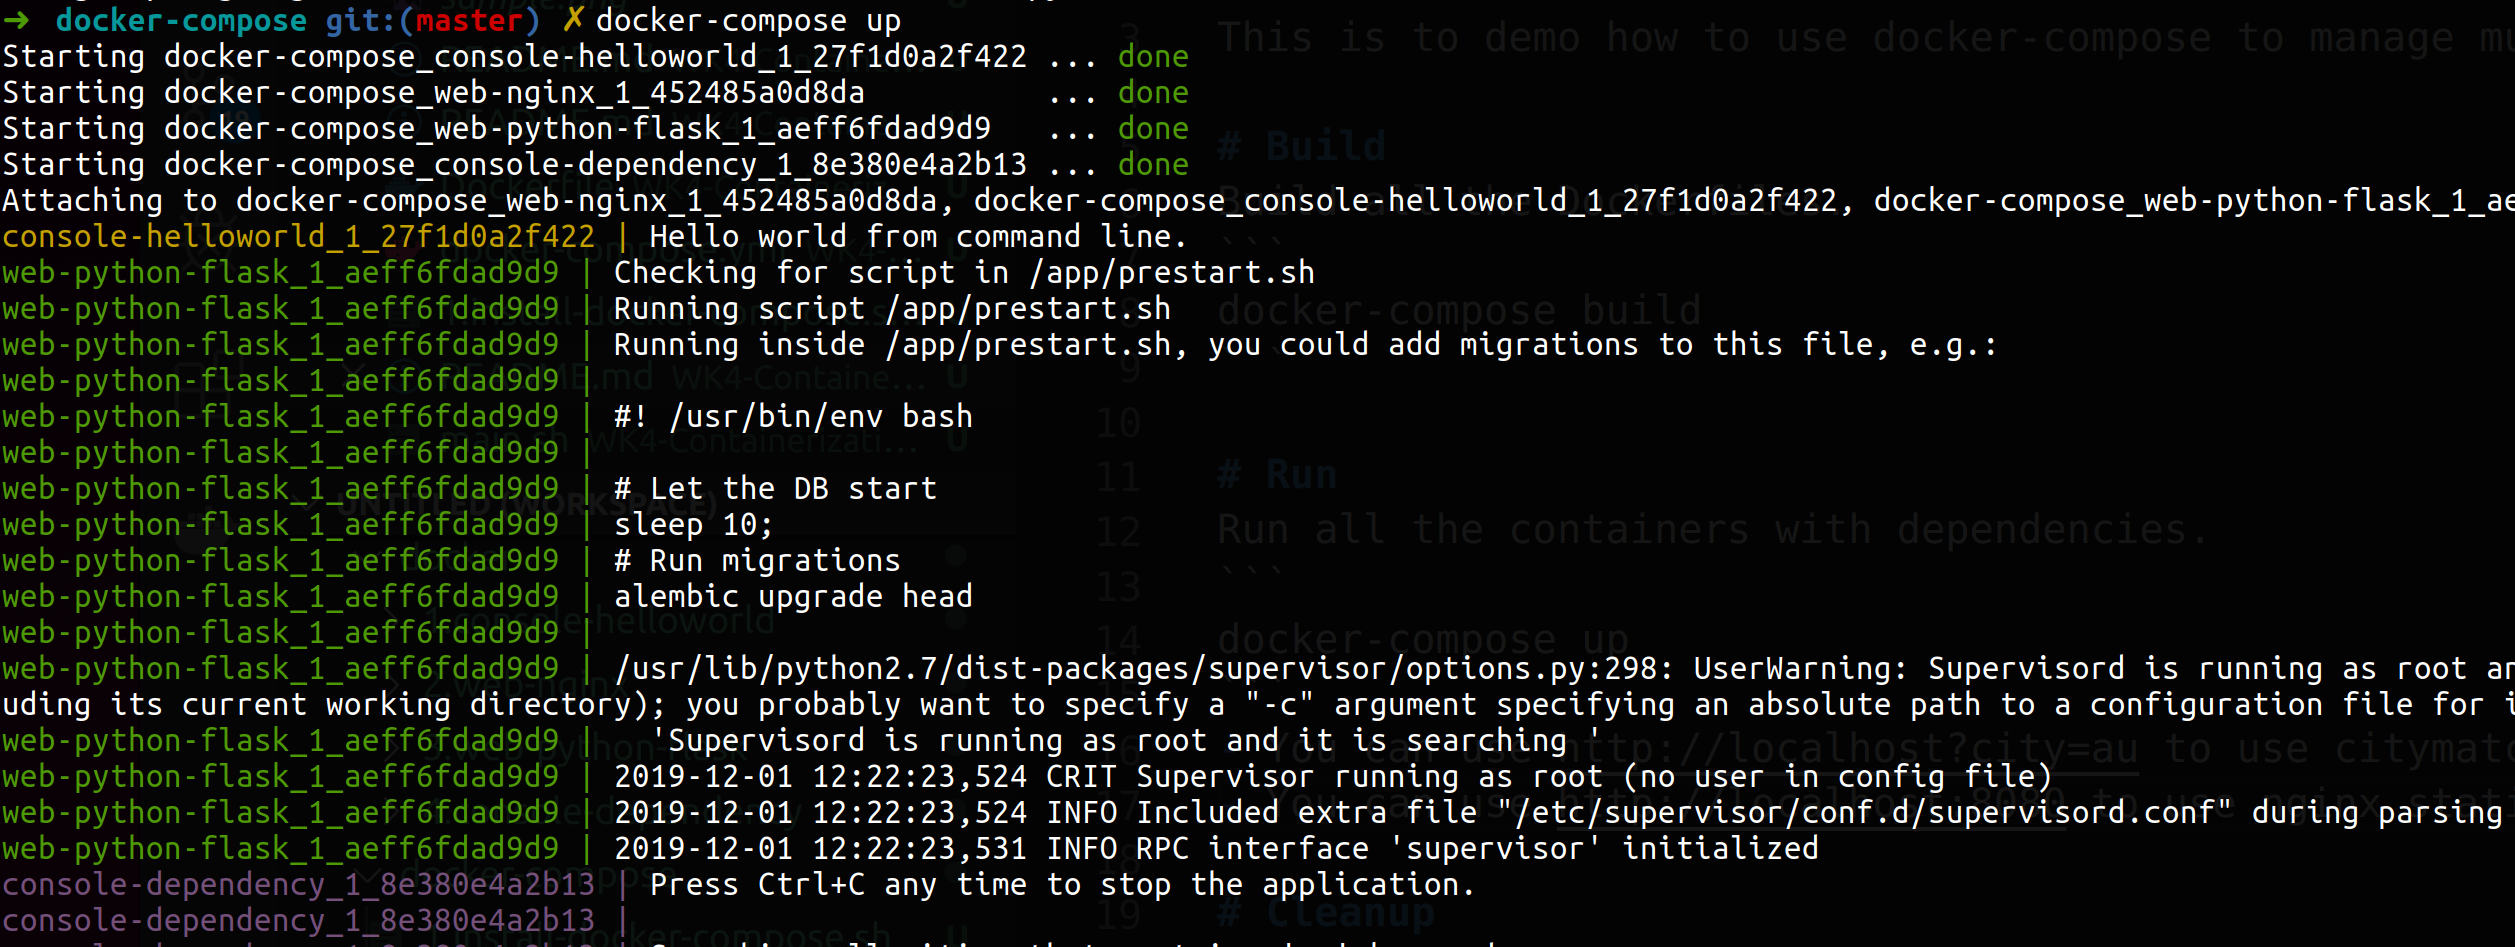 ➜ docker-compose git:(master) ✗ docker-compose up
Starting docker-compose_console-helloworld_1_27f1d0a2f422 ... done
Starting docker-compose_web-nginx_1_452485a0d8da ... done
Starting docker-compose_web-python-flask_1_aeff6fdad9d9 ... done
Starting docker-compose_console-dependency_1_8e380e4a2b13 ... done
Attaching to docker-compose_web-nginx_1_452485a0d8da, docker-compose_console-helloworld_1_27f1d0a2f422, docker-compose_web-python-flask_1_ae
console-helloworld_1_27f1d0a2f422 | Hello world from command line.
web-python-flask_1_aeff6fdad9d9 | Checking for script in /app/prestart.sh
web-python-flask_1_aeff6fdad9d9 | Running script /app/prestart.sh
web-python-flask_1_aeff6fdad9d9 | Running inside /app/prestart.sh, you could add migrations to this file, e.g.:
web-python-flask_1_aeff6fdad9d9 |
web-python-flask_1_aeff6fdad9d9 | #! /usr/bin/env bash
web-python-flask_1_aeff6fdad9d9 |
web-python-flask_1_aeff6fdad9d9 | # Let the DB start
web-python-flask_1_aeff6fdad9d9 | sleep 10;
web-python-flask_1_aeff6fdad9d9 | # Run migrations
web-python-flask_1_aeff6fdad9d9 | alembic upgrade head
web-python-flask_1_aeff6fdad9d9 |
web-python-flask_1_aeff6fdad9d9 | /usr/lib/python2.7/dist-packages/supervisor/options.py:298: UserWarning: Supervisord is running as root an
uding its current working directory); you probably want to specify a "-c" argument specifying an absolute path to a configuration file for i
web-python-flask_1_aeff6fdad9d9 | 'Supervisord is running as root and it is searching '
web-python-flask_1_aeff6fdad9d9 | 2019-12-01 12:22:23,524 CRIT Supervisor running as root (no user in config file)
web-python-flask_1_aeff6fdad9d9 | 2019-12-01 12:22:23,524 INFO Included extra file "/etc/supervisor/conf.d/supervisord.conf" during parsing
web-python-flask_1_aeff6fdad9d9 | 2019-12-01 12:22:23,531 INFO RPC interface 'supervisor' initialized
console-dependency_1_8e380e4a2b13 | Press Ctrl+C any time to stop the application.
console-dependency_1_8e380e4a2b13 |
This is to demo how to use docker-compose to manage mu
# Build
docker-compose build
# Run
Run all the containers with dependencies.
docker-compose up
# Cleanup